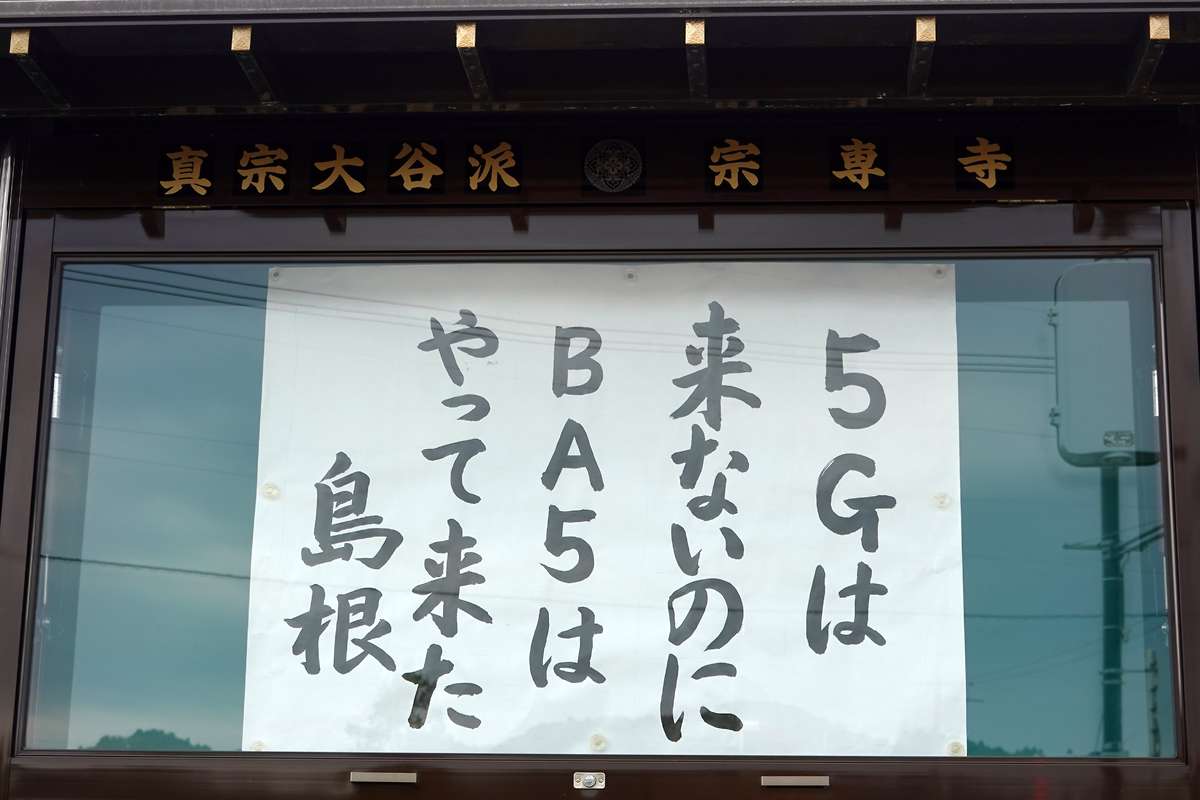 真宗大谷派 宗専寺
5Gは
来ないのに
BA5は
やって来た
島根